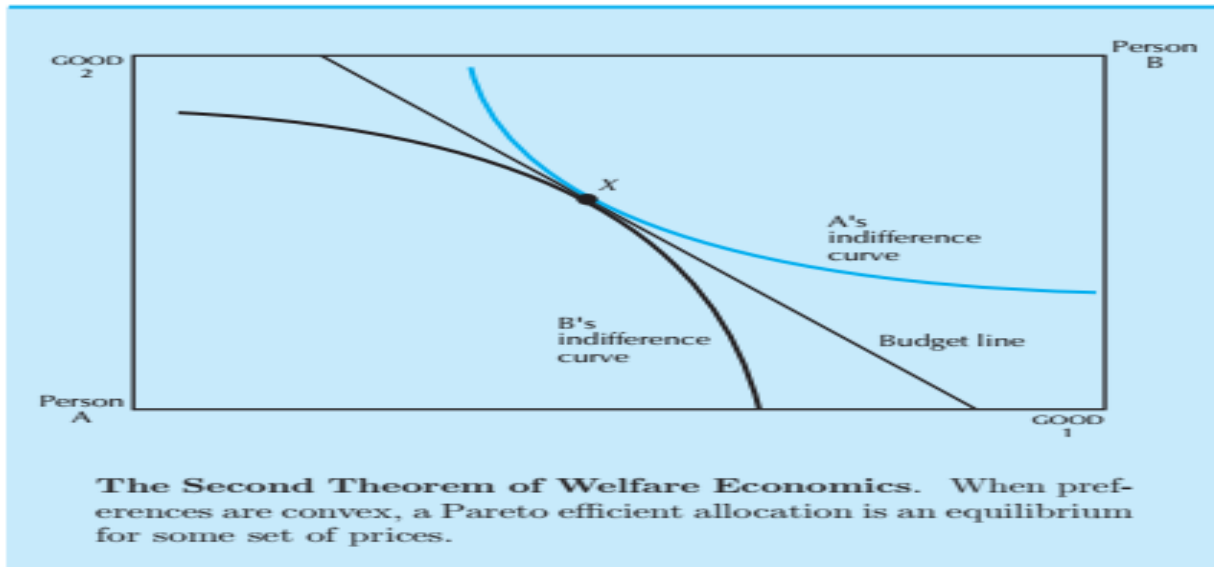 GOOD
2
Person
B
X
A's
indifference
curve
B's
indifference
curve
Budget line
Person
A
GOOD
1
The Second Theorem of Welfare Economics. When pref-
erences are convex, a Pareto efficient allocation is an equilibrium
for some set of prices.